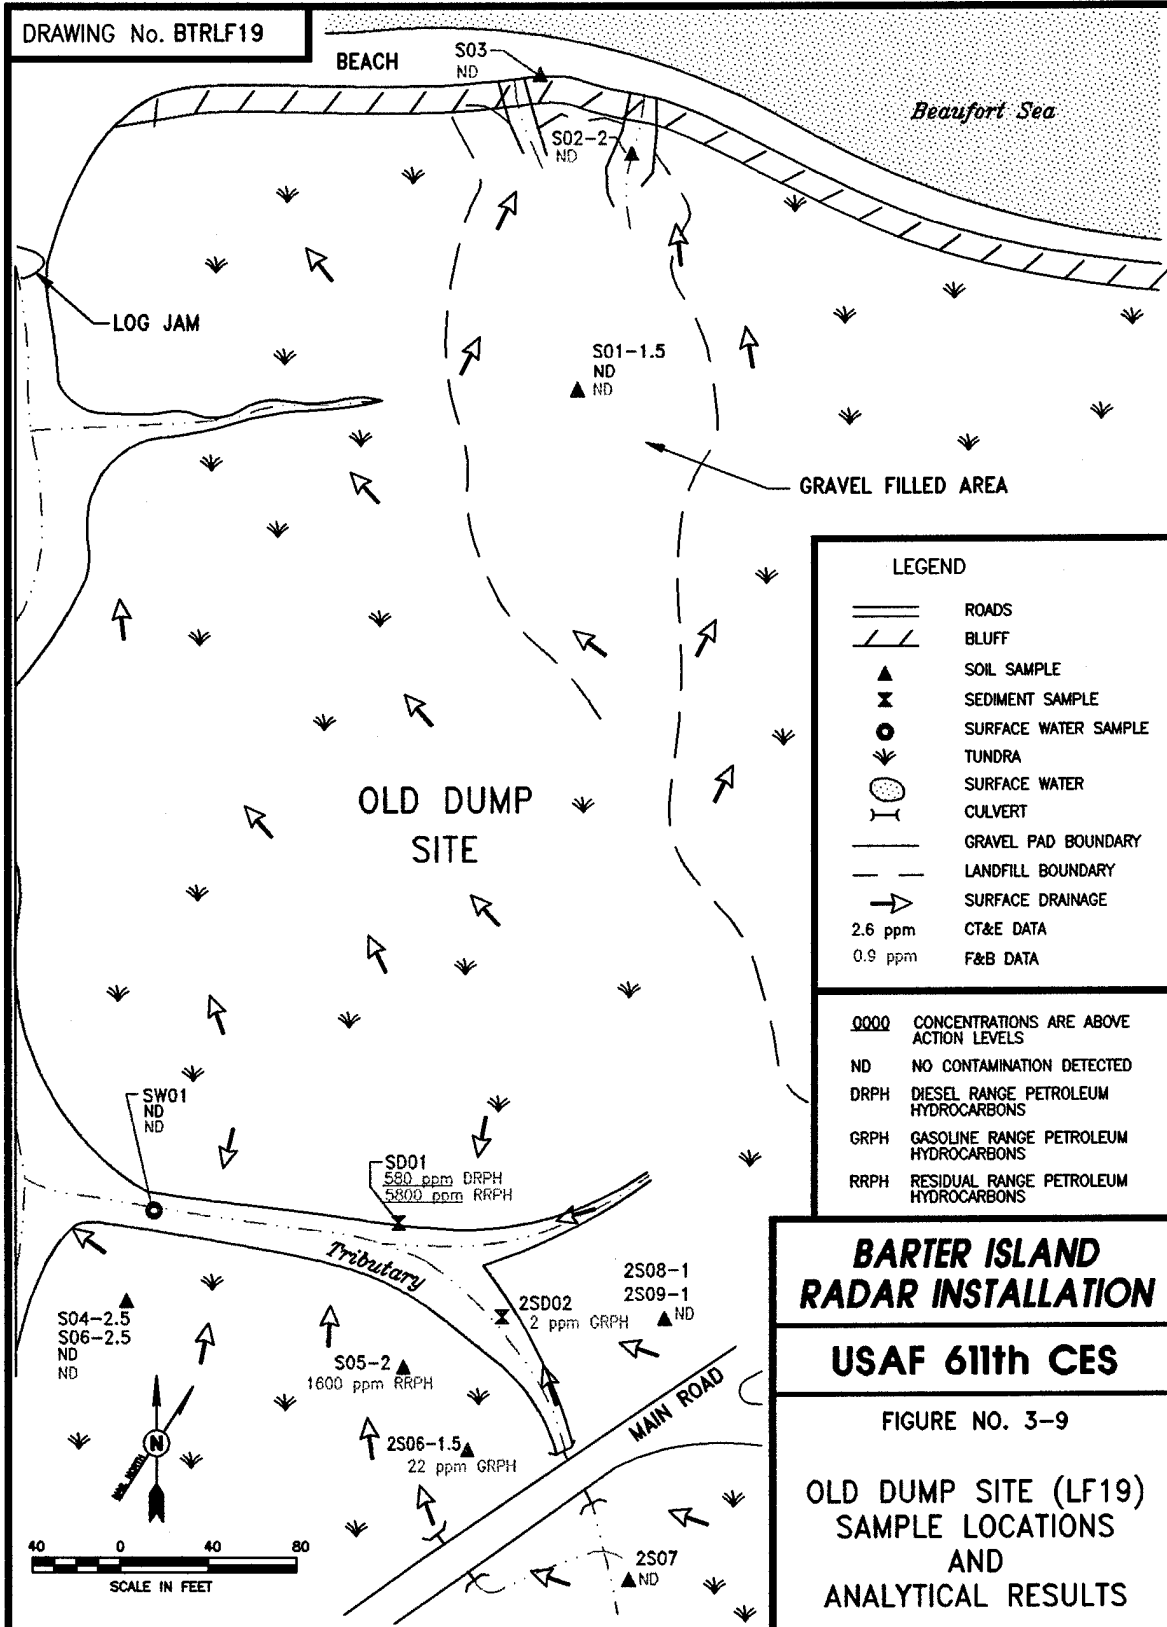 DRAWING No. BTRLF19
BEACH
S03
ND
Beaufort Sea
S02-2
ND
LOG JAM
S01-1.5
ND
ND
GRAVEL FILLED AREA
LEGEND
ROADS
BLUFF
SOIL SAMPLE
SEDIMENT SAMPLE
SURFACE WATER SAMPLE
TUNDRA
SURFACE WATER
CULVERT
GRAVEL PAD BOUNDARY
LANDFILL BOUNDARY
SURFACE DRAINAGE
2.6 ppm CT&E DATA
0.9 ppm F&B DATA
OLD DUMP
SITE
0000 CONCENTRATIONS ARE ABOVE
ACTION LEVELS
ND NO CONTAMINATION DETECTED
DRPH DIESEL RANGE PETROLEUM
HYDROCARBONS
GRPH GASOLINE RANGE PETROLEUM
HYDROCARBONS
RRPH RESIDUAL RANGE PETROLEUM
HYDROCARBONS
SW01
ND
ND
SD01
580 ppm DRPH
5800 ppm RRPH
Tributary
2SD02
2 ppm GRPH
2S08-1
2S09-1
ND
S04-2.5
S06-2.5
ND
ND
S05-2
1600 ppm RRPH
2S06-1.5
22 ppm GRPH
MAIN ROAD
2S07
ND
N
40 0 40 80
SCALE IN FEET
BARTER ISLAND
RADAR INSTALLATION
USAF 611th CES
FIGURE NO. 3-9
OLD DUMP SITE (LF19)
SAMPLE LOCATIONS
AND
ANALYTICAL RESULTS